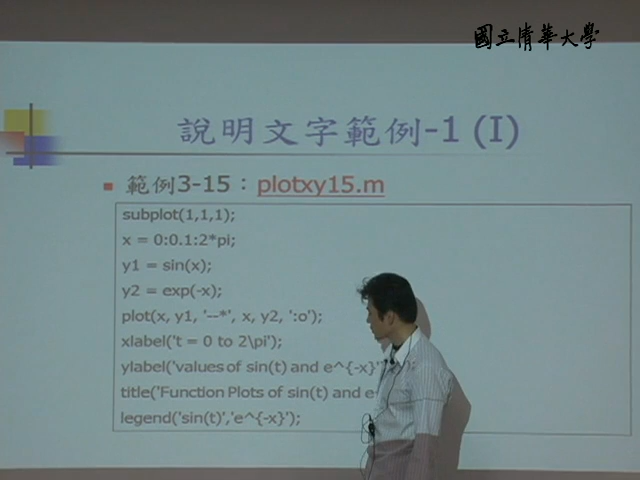 國立清華大學
說明文字範例-1 (I)
範例3-15：plotxy15.m
subplot(1,1,1);
x = 0:0.1:2*pi;
y1 = sin(x);
y2 = exp(-x);
plot(x, y1, '--*', x, y2, ':o');
xlabel('t = 0 to 2\pi');
ylabel('values of sin(t) and e^{-x}'
title('Function Plots of sin(t) and e
legend('sin(t)','e^{-x}');